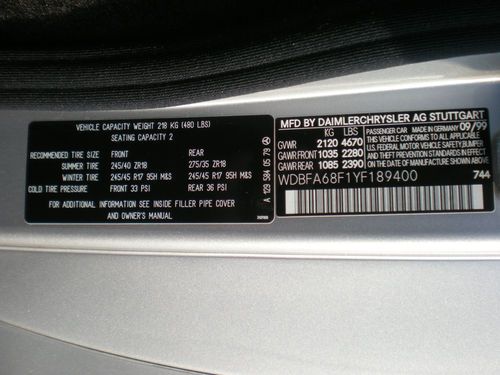 VEHICLE CAPACITY WEIGHT 218 KG (480 LBS)
SEATING CAPACITY 2
RECOMMENDED TIRE SIZE FRONT REAR
SUMMER TIRE 245/40 ZR18 275/35 ZR18
WINTER TIRE 245/45 R17 95H M&S 245/45 R17 95H M&S
COLD TIRE INFO FRONT 33 PSI REAR 36 PSI
FOR ADDITIONAL INFORMATION SEE INSIDE FILLER PIPE COVER
AND OWNER'S MANUAL
A 129 584 05 79
MFD BY DAIMLERCHRYSLER AG STUTTGART
PASSENGER CAR MADE IN GERMANY 09/99
KG LBS
GVWR 2120 4670
GAWR FRONT 1035 2280
GAWR REAR 1085 2390
THIS VEHICLE CONFORMS TO ALL APPLICABLE
U.S. FEDERAL MOTOR VEHICLE
SAFETY, BUMPER, AND THEFT
PREVENTION STANDARDS IN
EFFECT ON THE DATE OF
MANUFACTURE SHOWN ABOVE.
WDBFA68F1YF189400
744